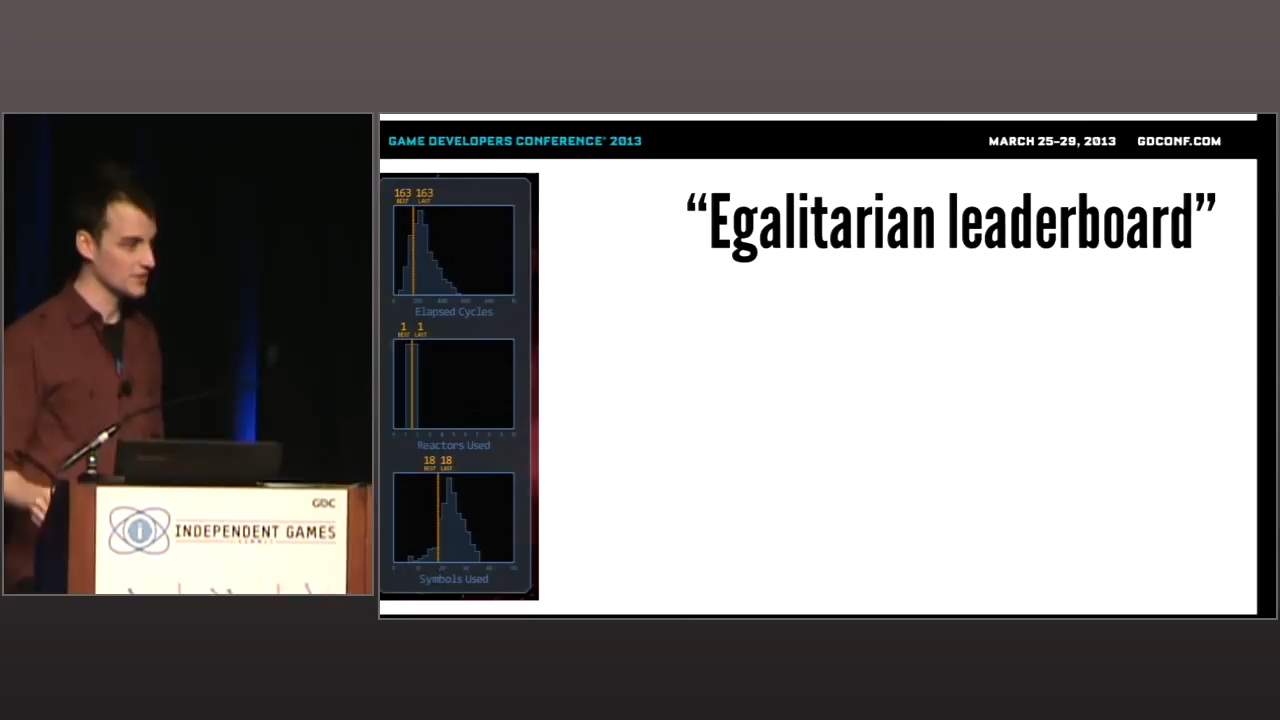 GAME DEVELOPERS CONFERENCE® 2013
MARCH 25–29, 2013 GDCONF.COM
“Egalitarian leaderboard”
163 163
BEST LAST
Elapsed Cycles
1 1
BEST LAST
Reactors Used
18 18
BEST LAST
Symbols Used
GDC
i
INDEPENDENT GAMES
SUMMIT